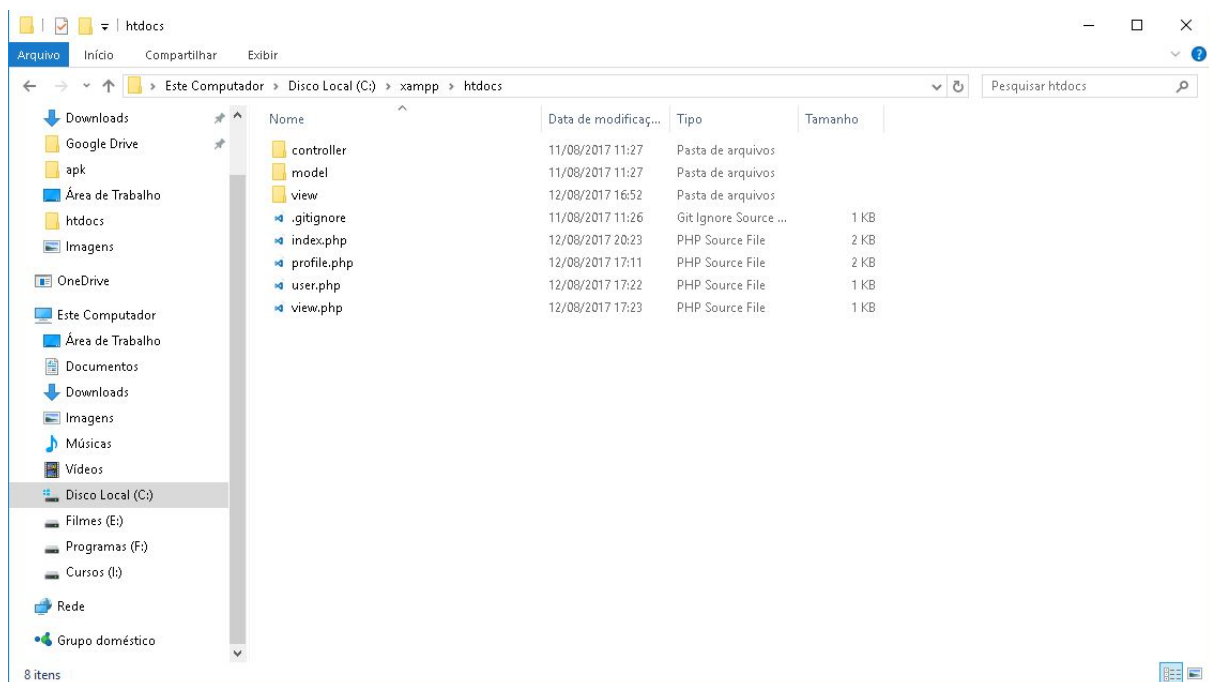 htdocs
Arquivo Início Compartilhar Exibir
Este Computador Disco Local (C:) xampp htdocs Pesquisar htdocs
Downloads
Google Drive
apk
Área de Trabalho
htdocs
Imagens
OneDrive
Este Computador
Área de Trabalho
Documentos
Downloads
Imagens
Músicas
Vídeos
Disco Local (C:)
Filmes (E:)
Programas (F:)
Cursos (I:)
Rede
Grupo doméstico
Nome Data de modificaç... Tipo Tamanho
controller 11/08/2017 11:27 Pasta de arquivos
model 11/08/2017 11:27 Pasta de arquivos
view 12/08/2017 16:52 Pasta de arquivos
.gitignore 11/08/2017 11:26 Git Ignore Source ... 1 KB
index.php 12/08/2017 20:23 PHP Source File 2 KB
profile.php 12/08/2017 17:11 PHP Source File 2 KB
user.php 12/08/2017 17:22 PHP Source File 1 KB
view.php 12/08/2017 17:23 PHP Source File 1 KB
8 itens